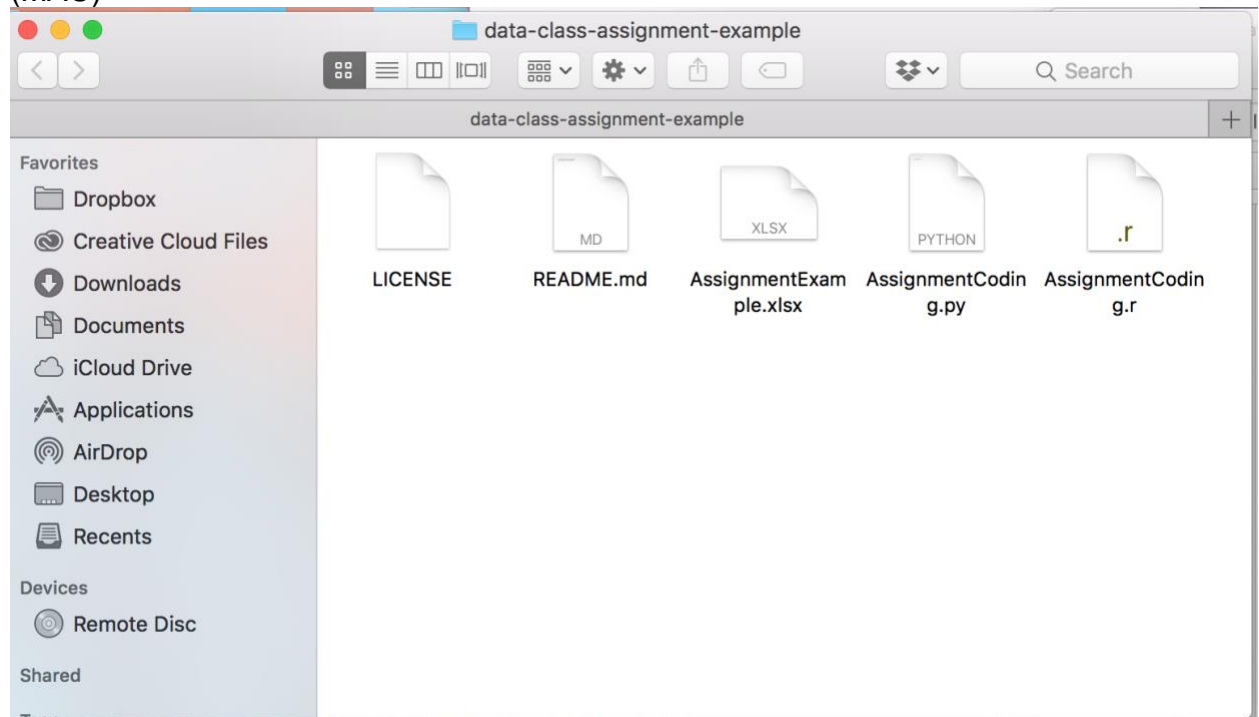 (MAC)
data-class-assignment-example
Search
data-class-assignment-example
Favorites
Dropbox
Creative Cloud Files
Downloads
Documents
iCloud Drive
Applications
AirDrop
Desktop
Recents
Devices
Remote Disc
Shared
LICENSE
MD
README.md
XLSX
AssignmentExam
ple.xlsx
PYTHON
AssignmentCodin
g.py
.r
AssignmentCodin
g.r